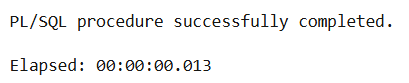 PL/SQL procedure successfully completed.
Elapsed: 00:00:00.013